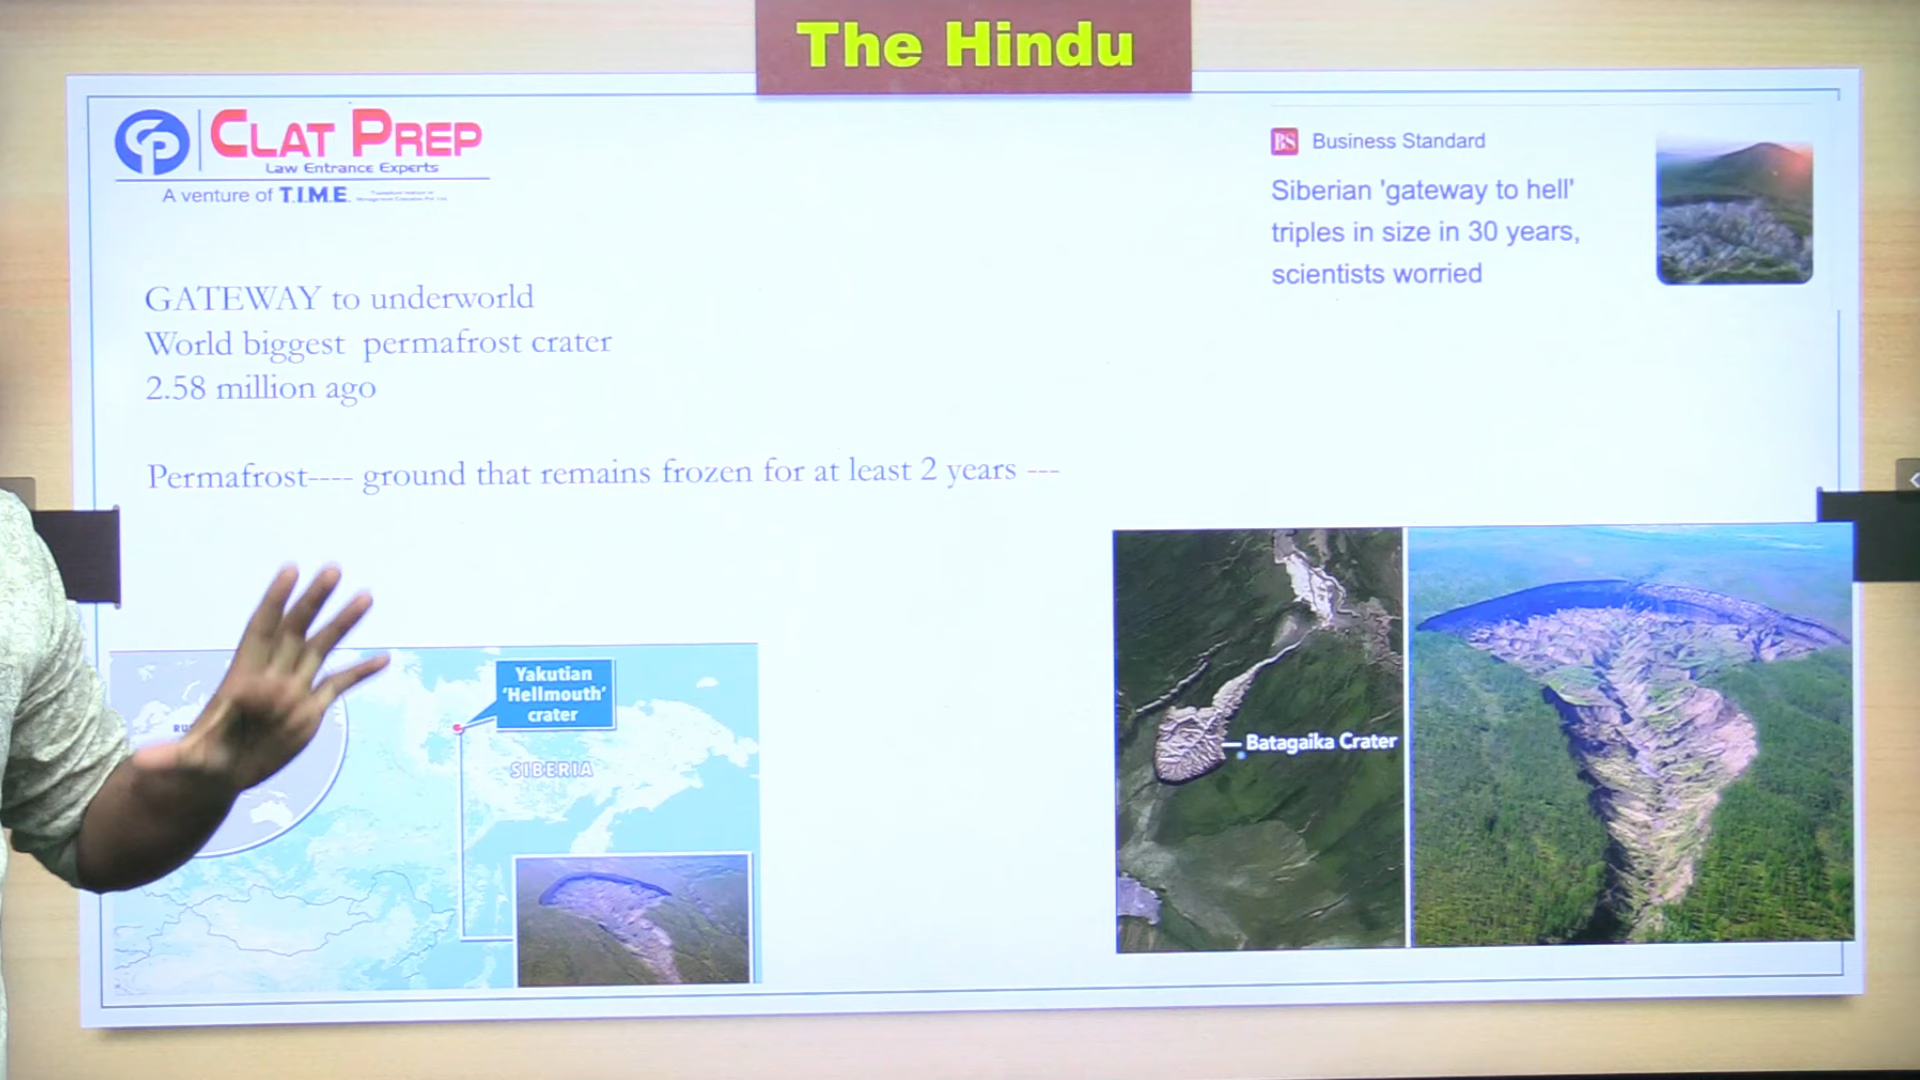 The Hindu
CLAT PREP
Law Entrance Experts
A venture of T.I.M.E.
BS Business Standard
Siberian 'gateway to hell'
triples in size in 30 years,
scientists worried
GATEWAY to underworld
World biggest permafrost crater
2.58 million ago
Permafrost---- ground that remains frozen for at least 2 years ---
Yakutian
'Hellmouth'
crater
SIBERIA
Batagaika Crater